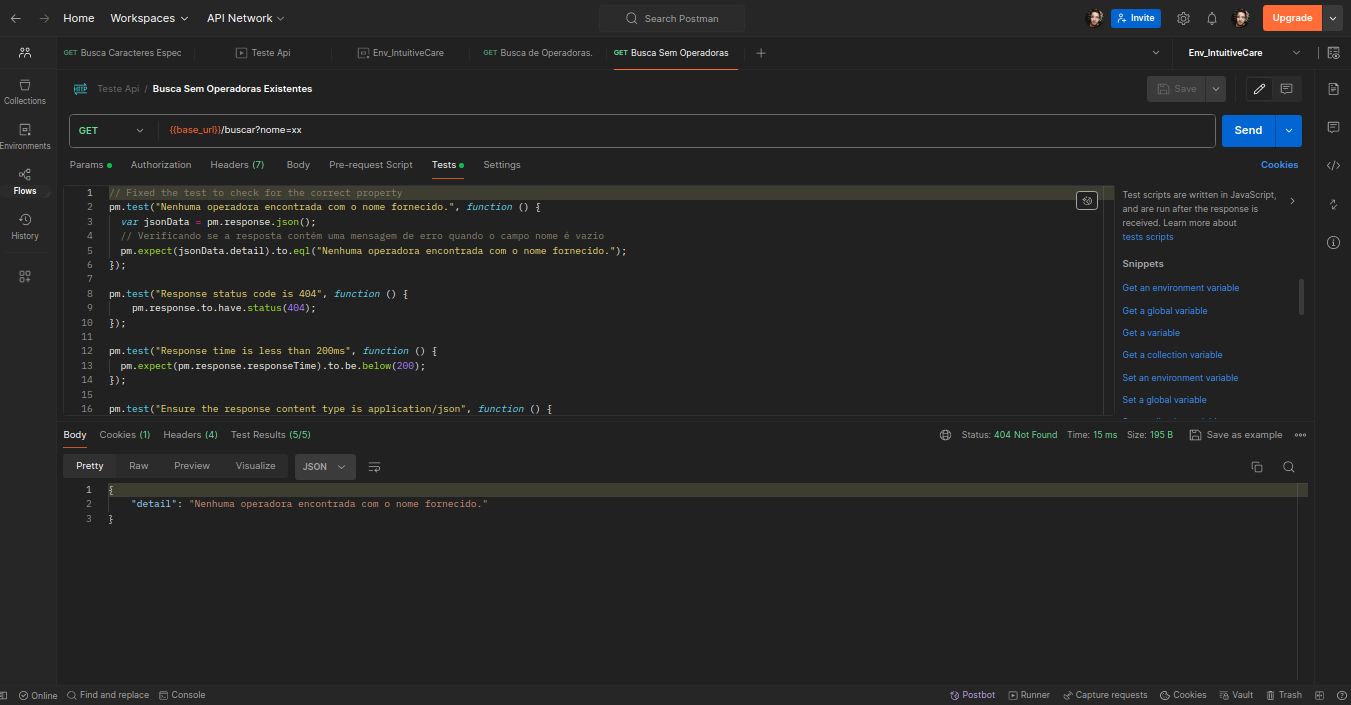 Home Workspaces API Network Search Postman Invite Upgrade
GET Busca Caracteres Espec Teste Api Env_IntuitiveCare GET Busca de Operadoras. GET Busca Sem Operadoras Env_IntuitiveCare
HTTP Teste Api / Busca Sem Operadoras Existentes Save
GET {{base_url}}/buscar?nome=xx Send
Params Authorization Headers (7) Body Pre-request Script Tests Settings Cookies
Collections
Environments
Flows
History
1 // Fixed the test to check for the correct property
2 pm.test("Nenhuma operadora encontrada com o nome fornecido.", function () {
3 var jsonData = pm.response.json();
4 // Verificando se a resposta contém uma mensagem de erro quando o campo nome é vazio
5 pm.expect(jsonData.detail).to.eql("Nenhuma operadora encontrada com o nome fornecido.");
6 });
7
8 pm.test("Response status code is 404", function () {
9 pm.response.to.have.status(404);
10 });
11
12 pm.test("Response time is less than 200ms", function () {
13 pm.expect(pm.response.responseTime).to.be.below(200);
14 });
15
16 pm.test("Ensure the response content type is application/json", function () {
Test scripts are written in JavaScript,
and are run after the response is
received. Learn more about
tests scripts
Snippets
Get an environment variable
Get a global variable
Get a variable
Get a collection variable
Set an environment variable
Set a global variable
Body Cookies (1) Headers (4) Test Results (5/5) Status: 404 Not Found Time: 15 ms Size: 195 B Save as example
Pretty Raw Preview Visualize JSON
1 {
2 "detail": "Nenhuma operadora encontrada com o nome fornecido."
3 }
Online Find and replace Console Postbot Runner Capture requests Cookies Vault Trash